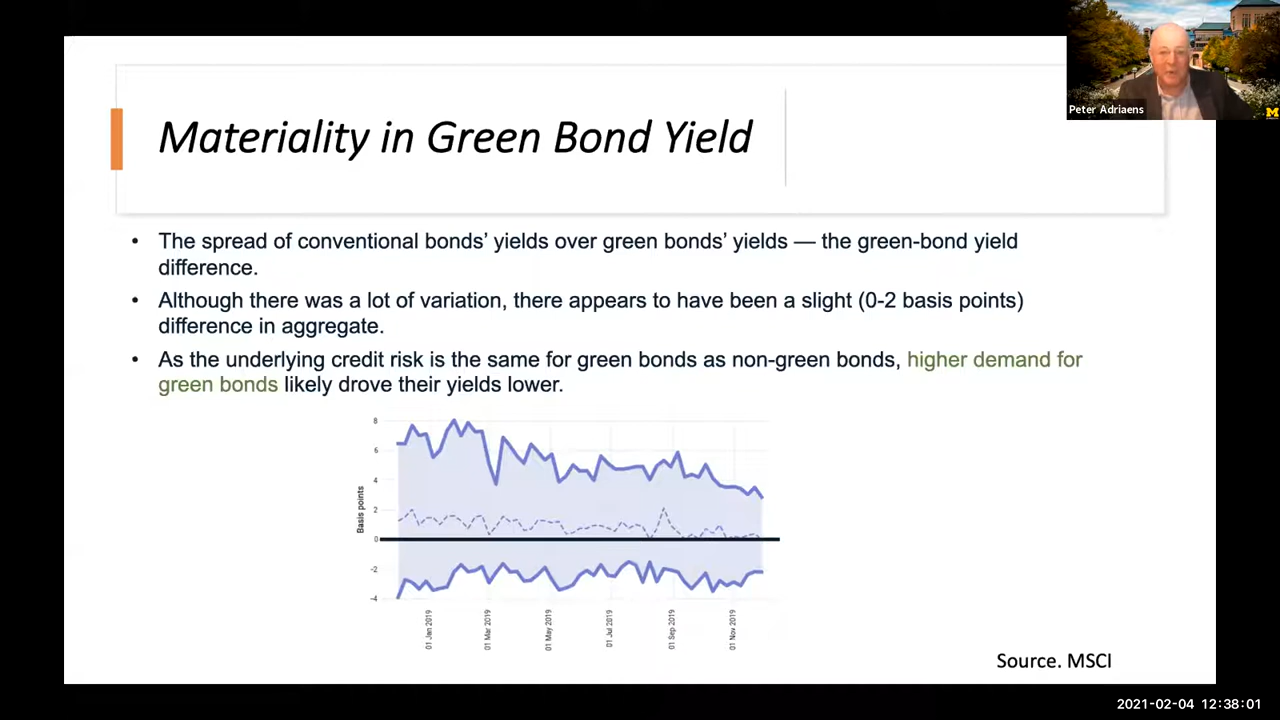 Peter Adriaens
M
Materiality in Green Bond Yield
• The spread of conventional bonds’ yields over green bonds’ yields — the green-bond yield
difference.
• Although there was a lot of variation, there appears to have been a slight (0-2 basis points)
difference in aggregate.
• As the underlying credit risk is the same for green bonds as non-green bonds, higher demand for
green bonds likely drove their yields lower.
Basis points
8
6
4
2
0
-2
-4
01 Jan 2019
01 Mar 2019
01 May 2019
01 Jul 2019
01 Sep 2019
01 Nov 2019
Source. MSCI
2021-02-04 12:38:01